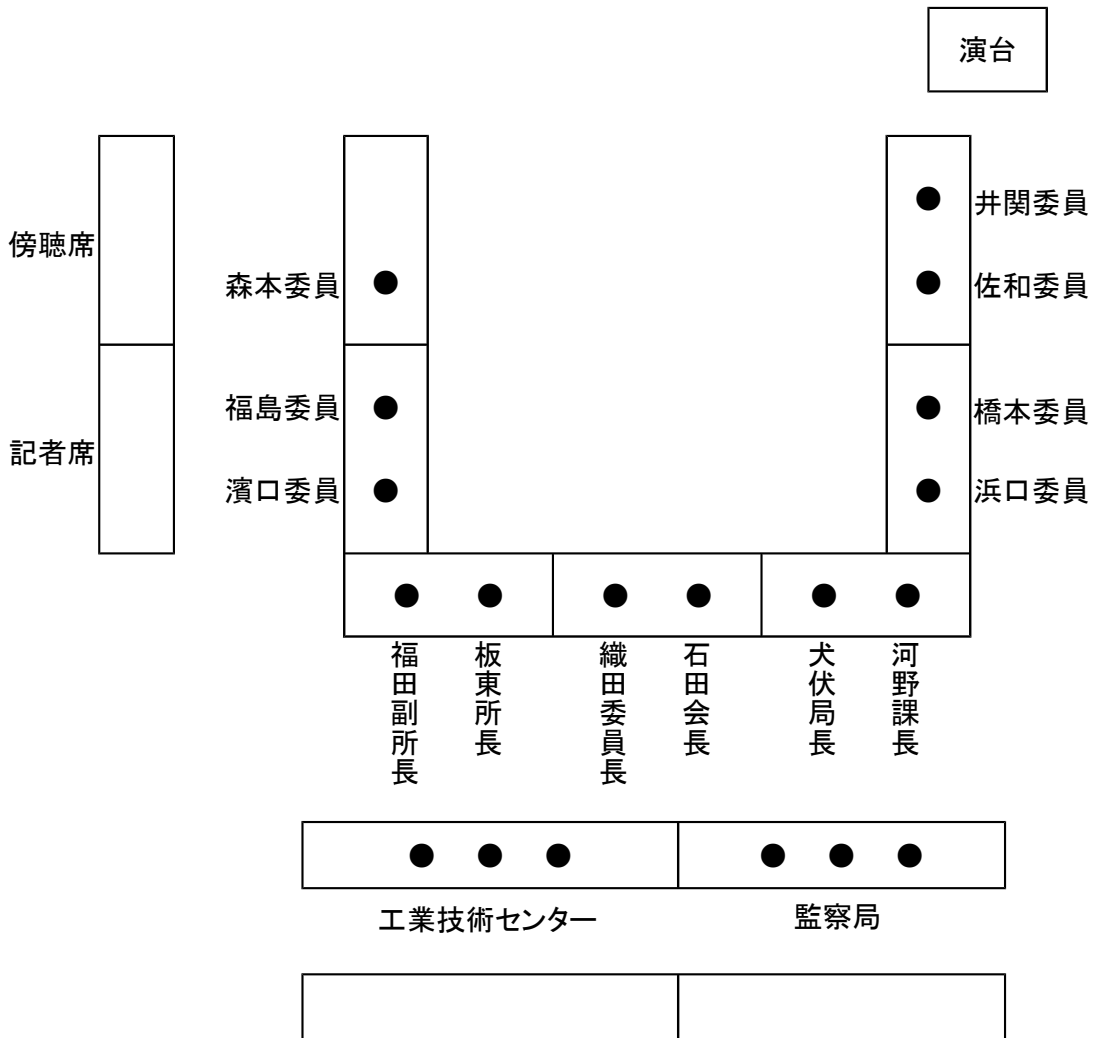 演台
井関委員
傍聴席
森本委員
佐和委員
福島委員
橋本委員
記者席
濱口委員
浜口委員
福田副所長
板東所長
織田委員長
石田会長
犬伏局長
河野課長
工業技術センター
監察局